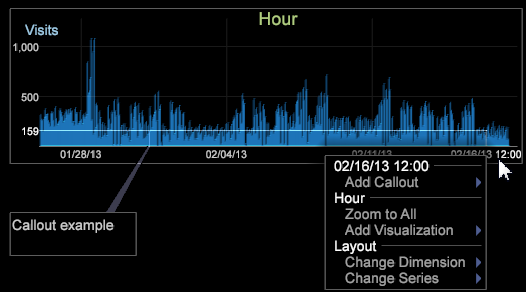 Hour
Visits
1,000
500
159
01/28/13 02/04/13 02/11/13 02/16/13 12:00
Callout example
02/16/13 12:00
Add Callout
Hour
Zoom to All
Add Visualization
Layout
Change Dimension
Change Series